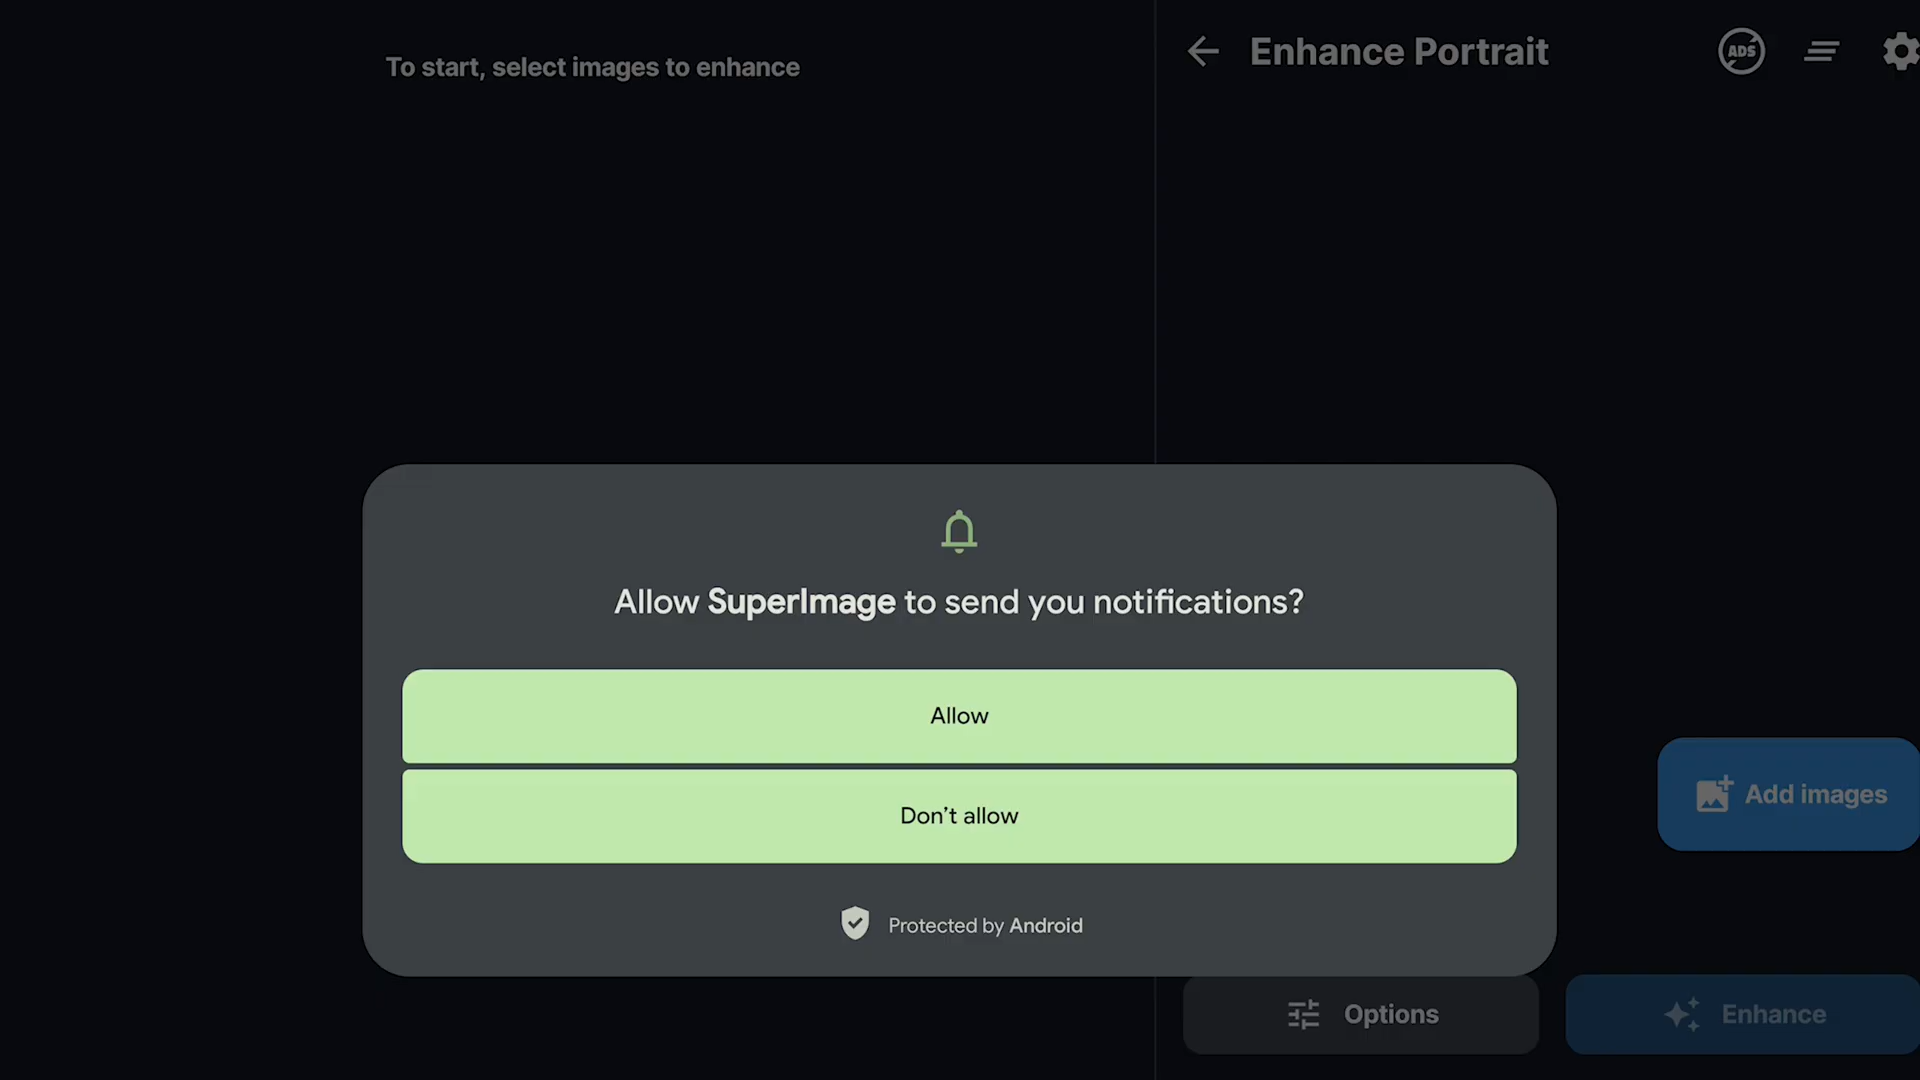 To start, select images to enhance
Enhance Portrait
ADS
Allow SuperImage to send you notifications?
Allow
Don’t allow
Protected by Android
Add images
Options
Enhance